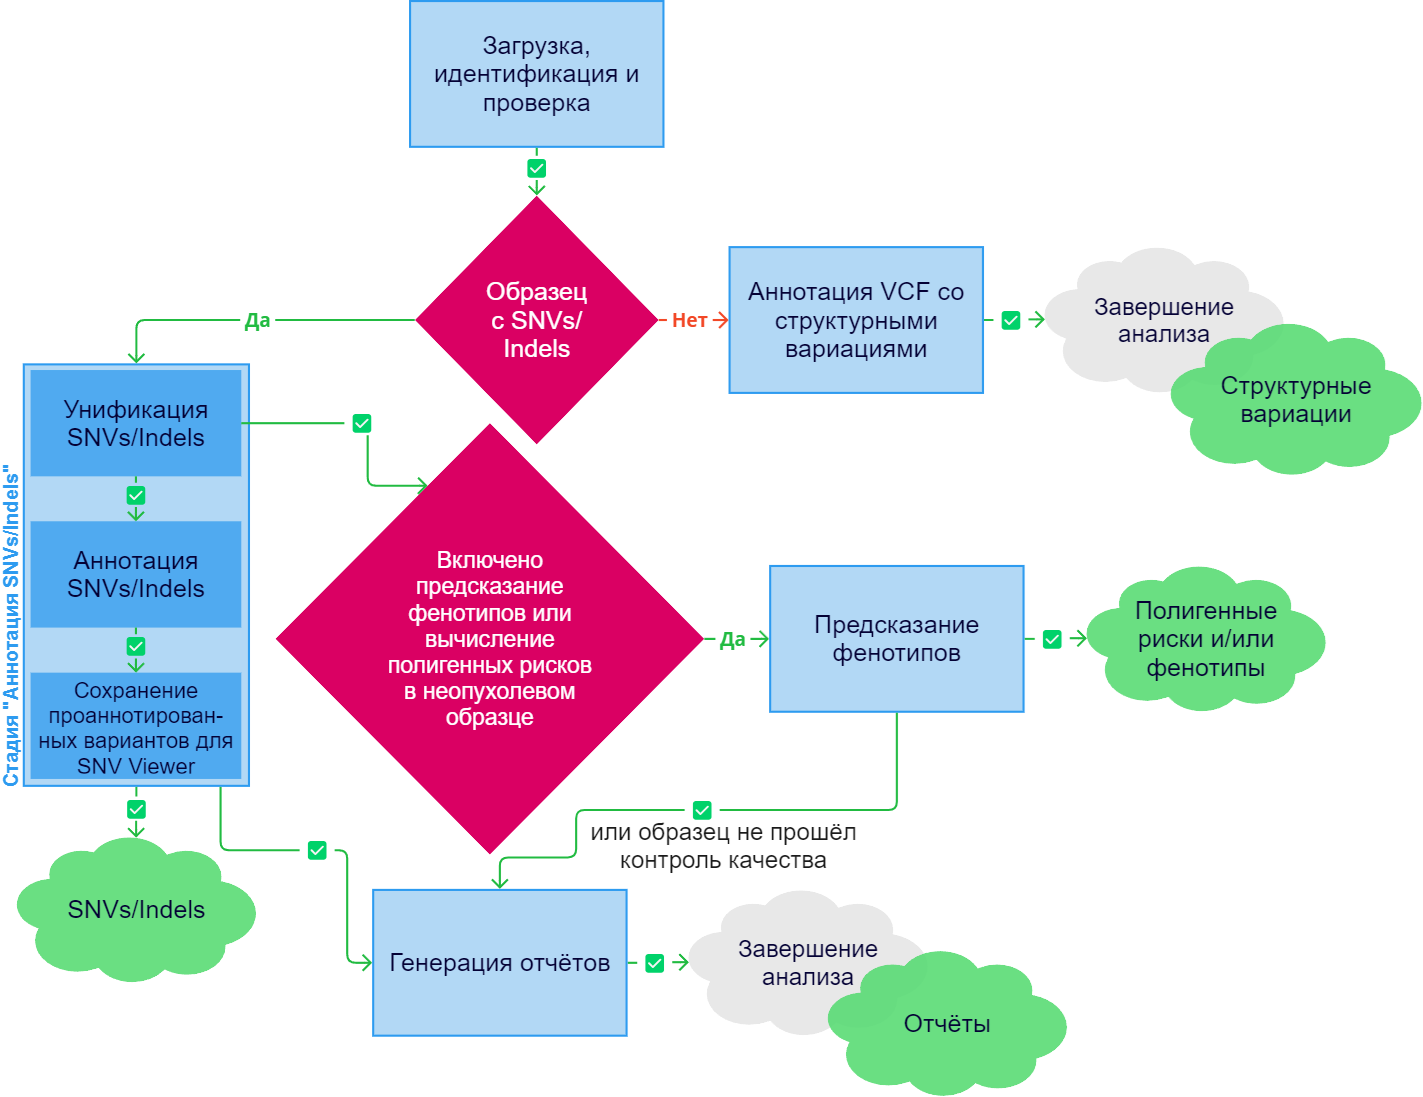 Загрузка,
идентификация и
проверка
Образец
с SNVs/
Indels
Да
Нет
Аннотация VCF со
структурными
вариациями
Завершение
анализа
Структурные
вариации
Стадия "Аннотация SNVs/Indels"
Унификация
SNVs/Indels
Аннотация
SNVs/Indels
Сохранение
проаннотирован-
ных вариантов для
SNV Viewer
SNVs/Indels
Включено
предсказание
фенотипов или
вычисление
полигенных рисков
в неопухолевом
образце
Да
Предсказание
фенотипов
Полигенные
риски и/или
фенотипы
или образец не прошёл
контроль качества
Генерация отчётов
Завершение
анализа
Отчёты